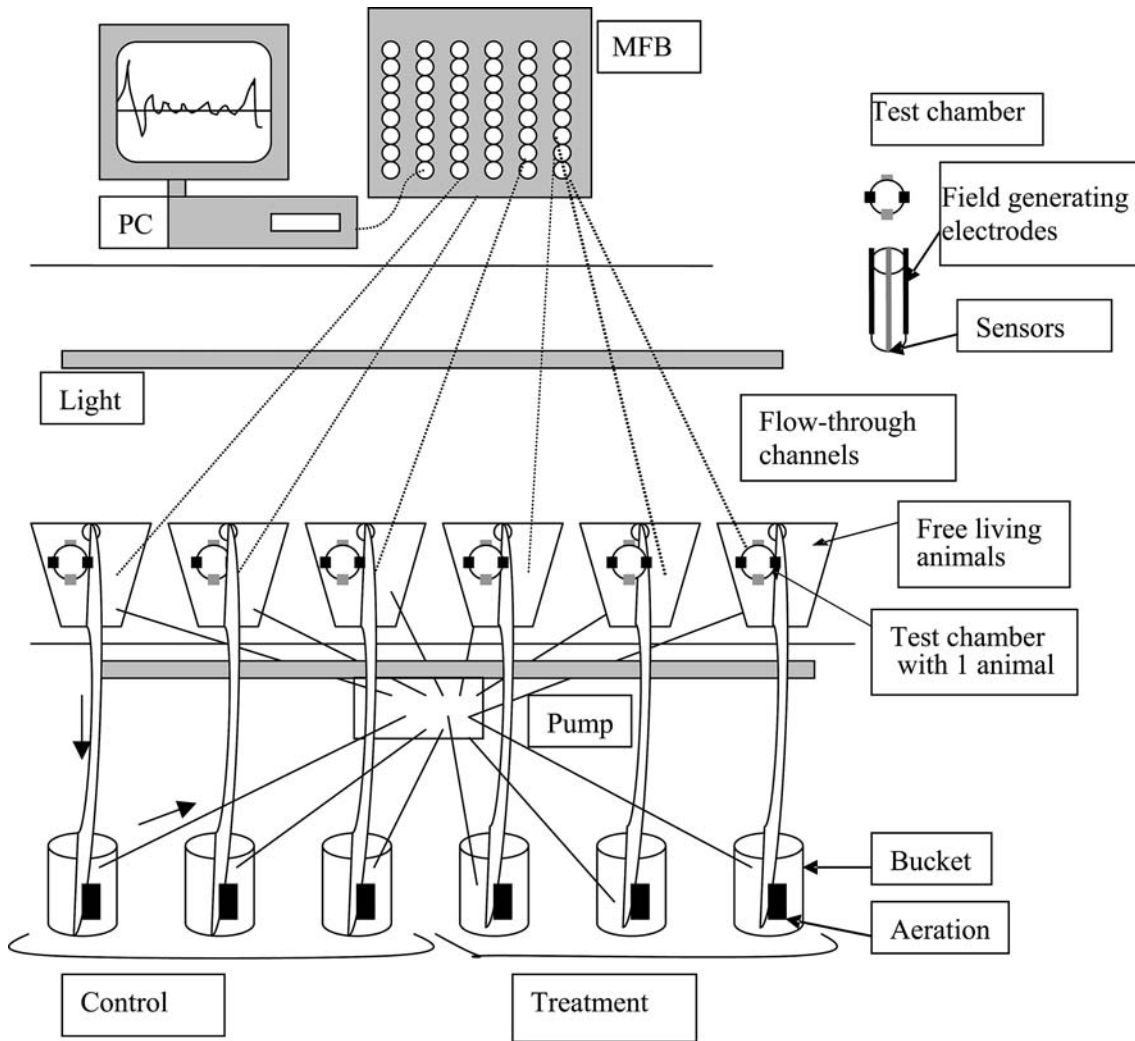 MFB
Test chamber
PC
Field generating
electrodes
Sensors
Light
Flow-through
channels
Free living
animals
Test chamber
with 1 animal
Pump
Bucket
Aeration
Control
Treatment